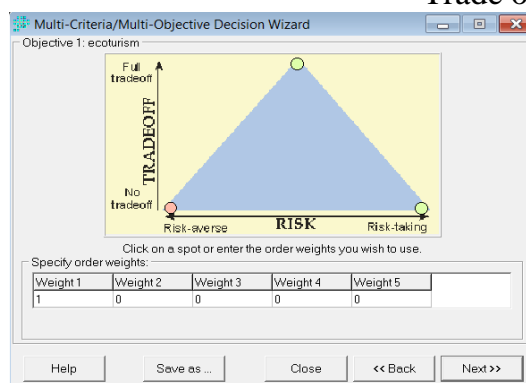 Trade o
Multi-Criteria/Multi-Objective Decision Wizard
Objective 1: ecoturism
Full tradeoff
TRADEOFF
No tradeoff
Risk-averse RISK Risk-taking
Click on a spot or enter the order weights you wish to use.
Specify order weights:
Weight 1 Weight 2 Weight 3 Weight 4 Weight 5
1 0 0 0 0
Help Save as ... Close << Back Next >>